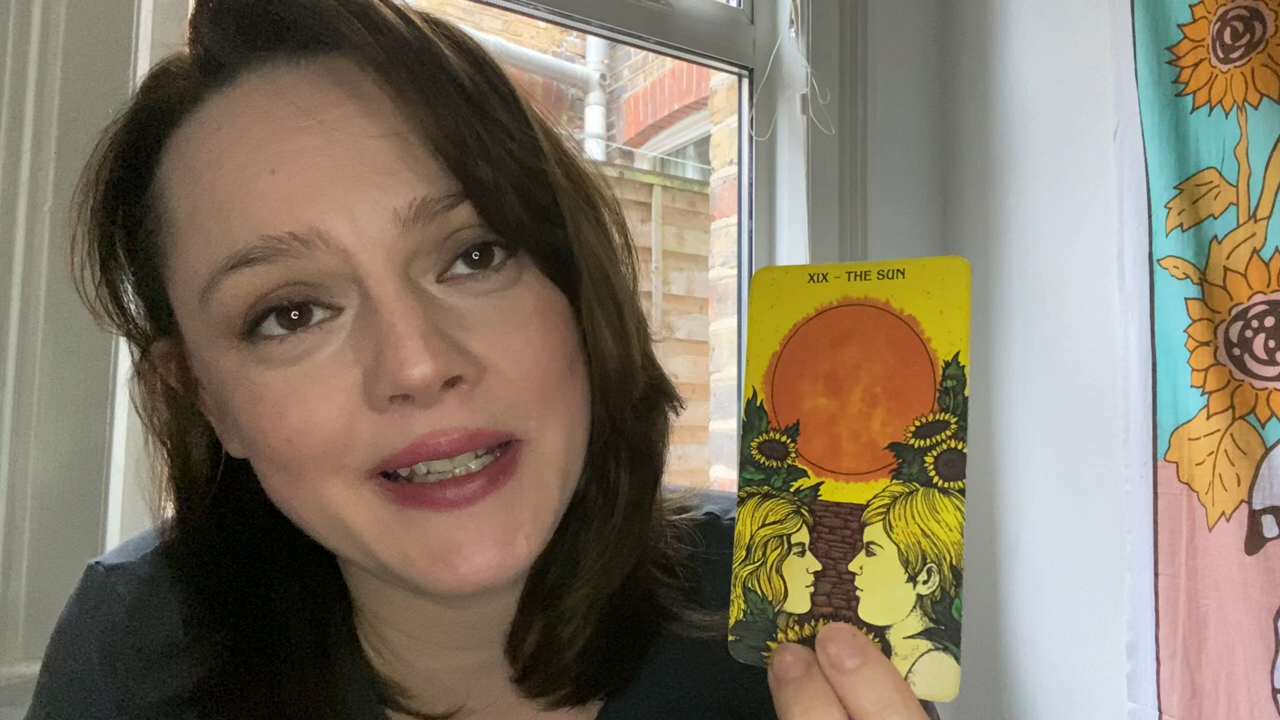 XIX – THE SUN